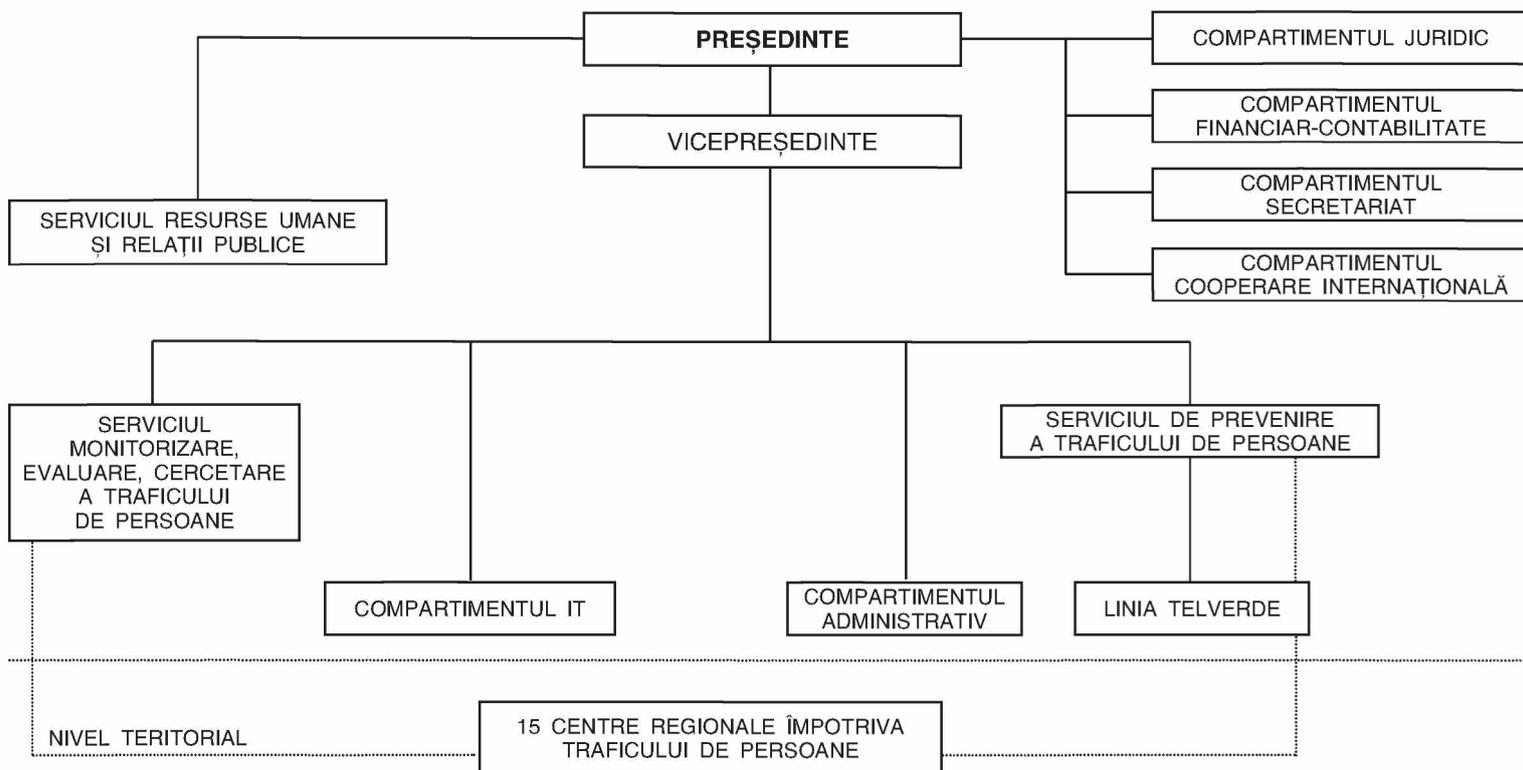 PREȘEDINTE
COMPARTIMENTUL JURIDIC
COMPARTIMENTUL
FINANCIAR-CONTABILITATE
VICEPREȘEDINTE
COMPARTIMENTUL
SECRETARIAT
SERVICIUL RESURSE UMANE
ȘI RELAȚII PUBLICE
COMPARTIMENTUL
COOPERARE INTERNAȚIONALĂ
SERVICIUL
MONITORIZARE,
EVALUARE, CERCETARE
A TRAFICULUI
DE PERSOANE
SERVICIUL DE PREVENIRE
A TRAFICULUI DE PERSOANE
COMPARTIMENTUL IT
COMPARTIMENTUL
ADMINISTRATIV
LINIA TELVERDE
NIVEL TERITORIAL
15 CENTRE REGIONALE ÎMPOTRIVA
TRAFICULUI DE PERSOANE